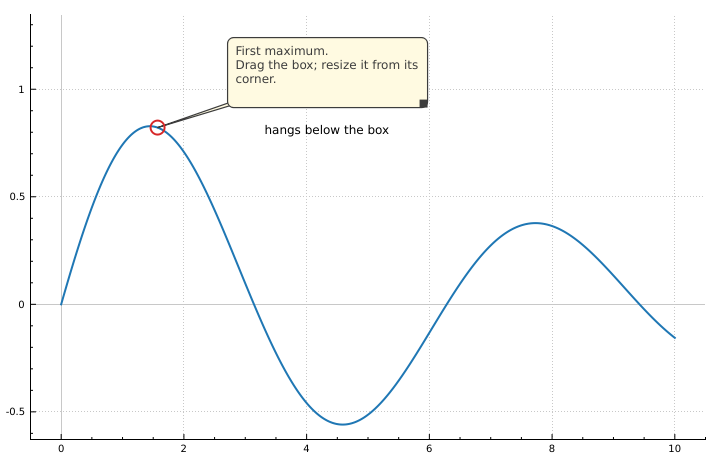 First maximum.
Drag the box; resize it from its
corner.
hangs below the box
1
0.5
0
-0.5
0 2 4 6 8 10